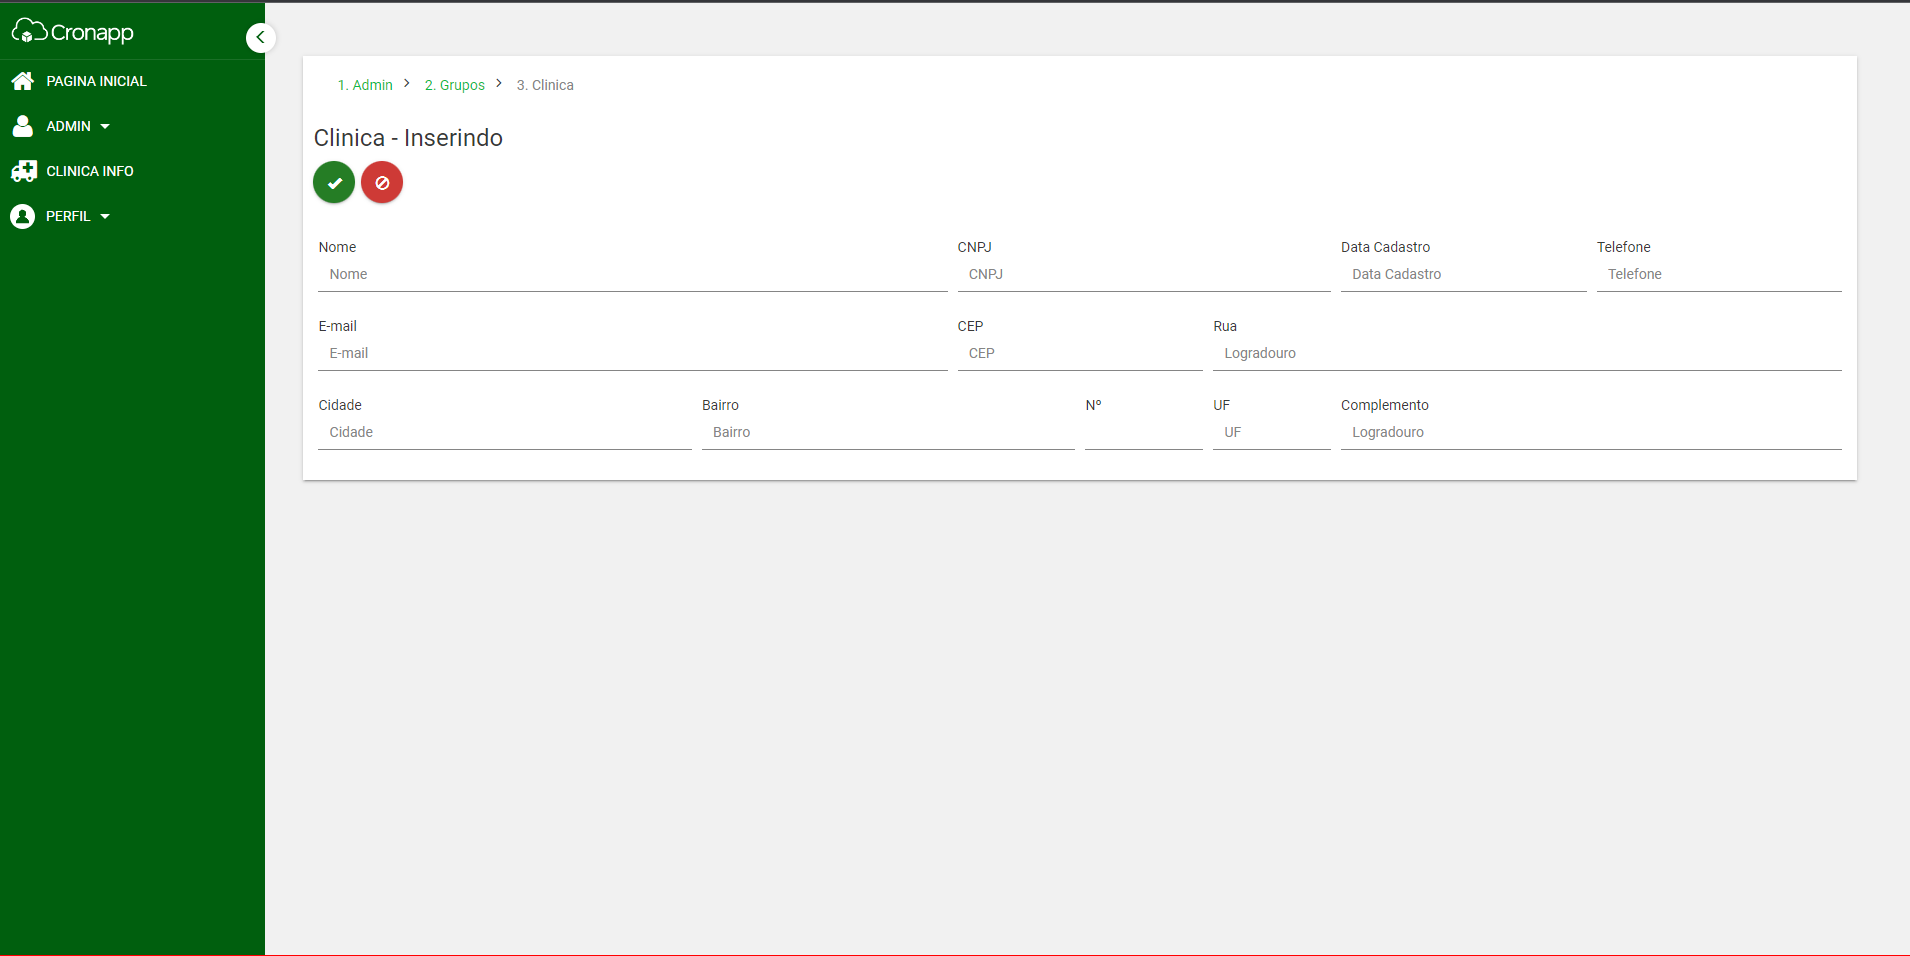 Cronapp
PAGINA INICIAL
ADMIN
CLINICA INFO
PERFIL
1. Admin 2. Grupos 3. Clinica
Clinica - Inserindo
Nome CNPJ Data Cadastro Telefone
Nome CNPJ Data Cadastro Telefone
E-mail CEP Rua
E-mail CEP Logradouro
Cidade Bairro Nº UF Complemento
Cidade Bairro UF Logradouro